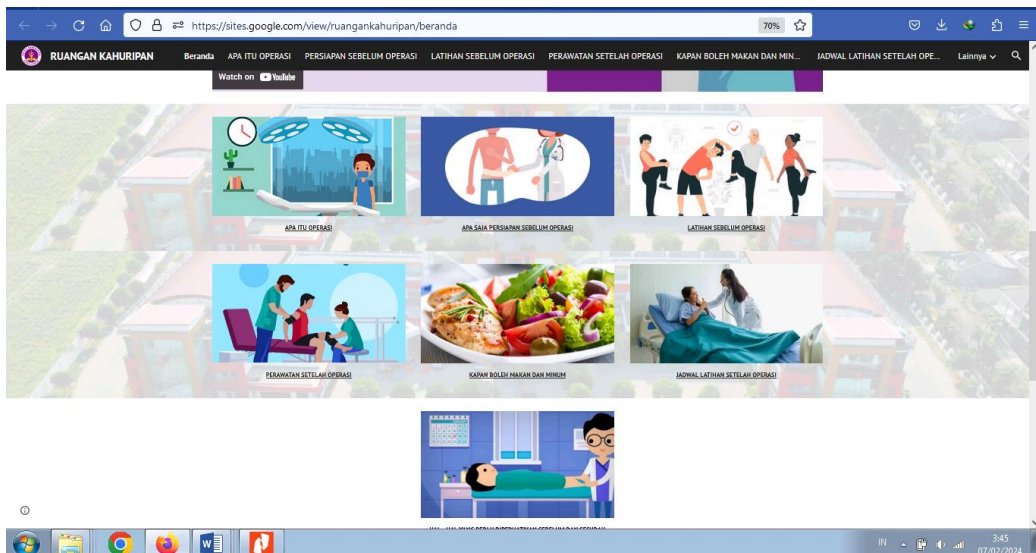 https://sites.google.com/view/ruangankahuripan/beranda
70%
RUANGAN KAHURIPAN
Beranda
APA ITU OPERASI
PERSIAPAN SEBELUM OPERASI
LATIHAN SEBELUM OPERASI
PERAWATAN SETELAH OPERASI
KAPAN BOLEH MAKAN DAN MIN...
JADWAL LATIHAN SETELAH OPE...
Lainnya
Watch on YouTube
APA ITU OPERASI
APA SAJA PERSIAPAN SEBELUM OPERASI
LATIHAN SEBELUM OPERASI
PERAWATAN SETELAH OPERASI
KAPAN BOLEH MAKAN DAN MINUM
JADWAL LATIHAN SETELAH OPERASI
IN
3:45
07/02/2024